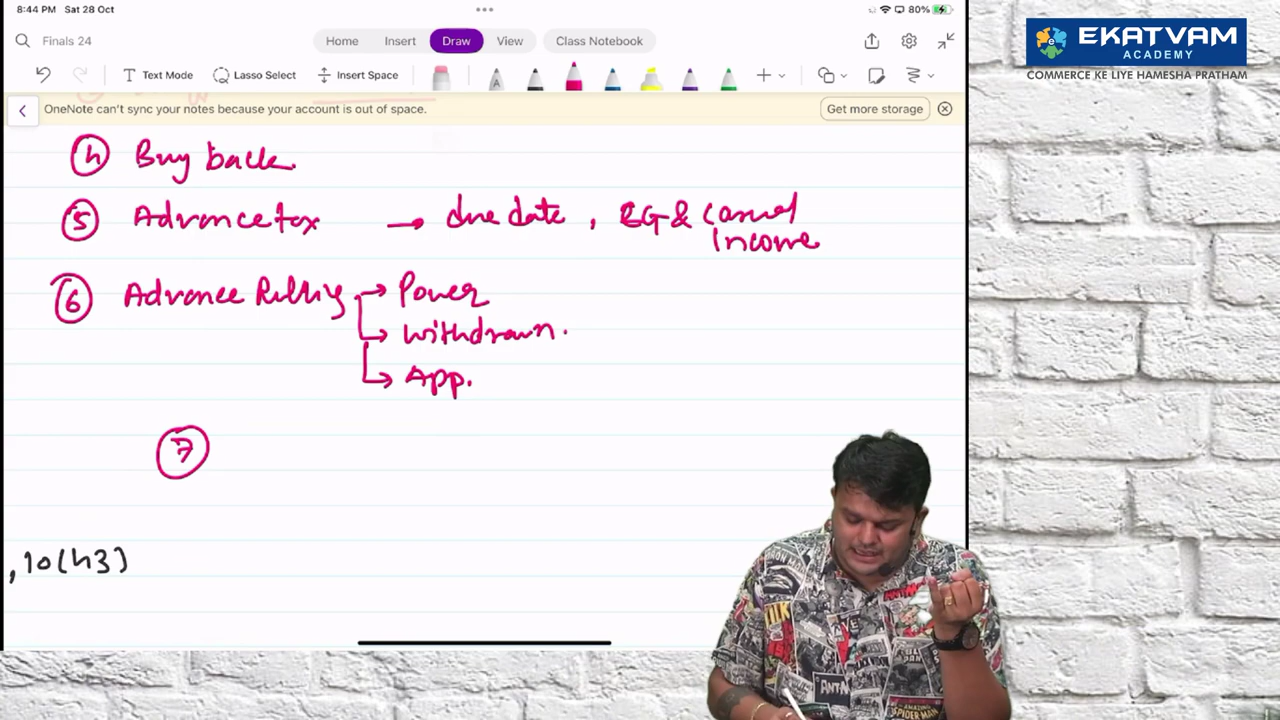 8:44 PM Sat 28 Oct
80%
Finals 24
Home Insert Draw View Class Notebook
Text Mode Lasso Select Insert Space
OneNote can't sync your notes because your account is out of space. Get more storage
EKATVAM
ACADEMY
COMMERCE KE LIYE HAMESHA PRATHAM
4 Buy back.
5 Advance tax → due date, CG & Casual
Income
6 Advance → Power
→ Withdrawn.
→ App.
7
, 10(43)